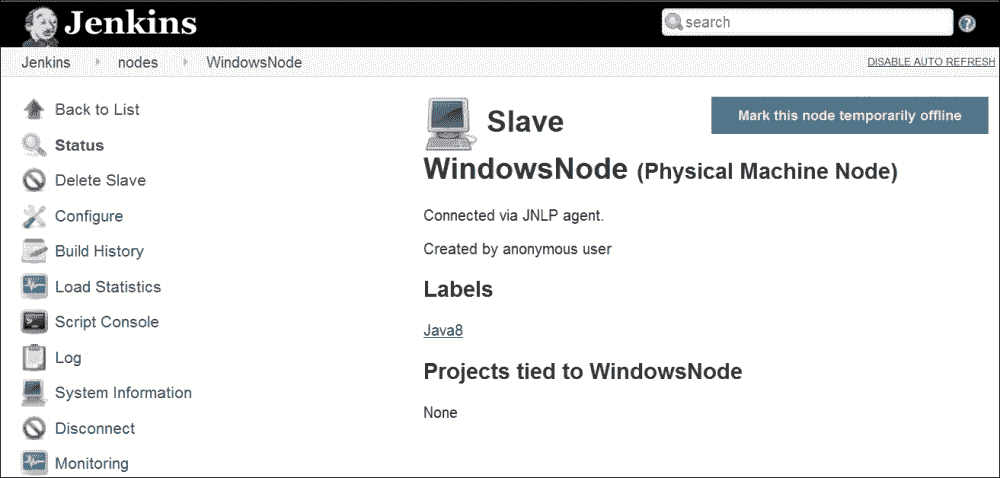 Jenkins
search
Jenkins nodes WindowsNode
DISABLE AUTO REFRESH
Back to List
Status
Delete Slave
Configure
Build History
Load Statistics
Script Console
Log
System Information
Disconnect
Monitoring
Slave
WindowsNode (Physical Machine Node)
Mark this node temporarily offline
Connected via JNLP agent.
Created by anonymous user
Labels
Java8
Projects tied to WindowsNode
None